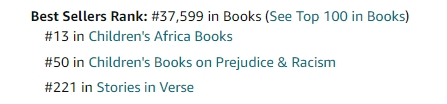 Best Sellers Rank: #37,599 in Books (See Top 100 in Books)
#13 in Children's Africa Books
#50 in Children's Books on Prejudice & Racism
#221 in Stories in Verse